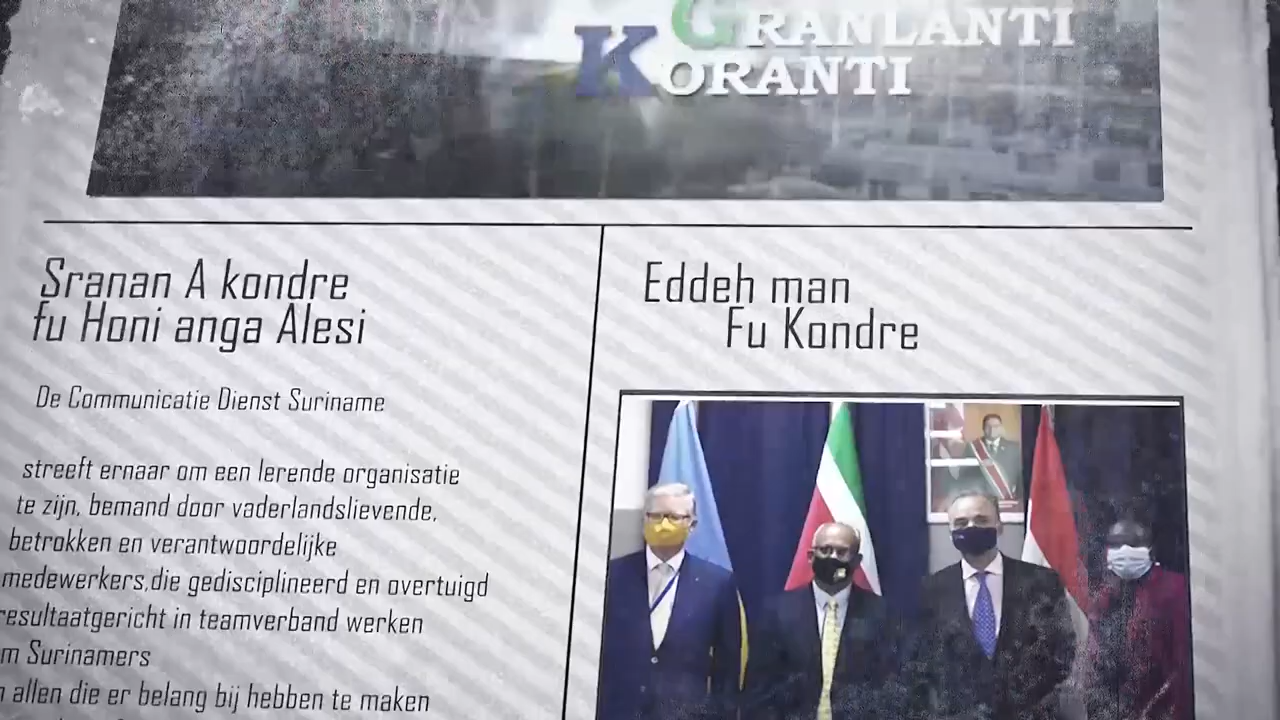 GRANLANTI
KORANTI
Sranan A kondre
fu Honi anga Alesi
De Communicatie Dienst Suriname
streeft ernaar om een lerende organisatie
te zijn, bemand door vaderlandslievende,
betrokken en verantwoordelijke
medewerkers,die gedisciplineerd en overtuigd
resultaatgericht in teamverband werken
Surinamers
allen die er belang bij hebben te maken
Eddeh man
Fu Kondre